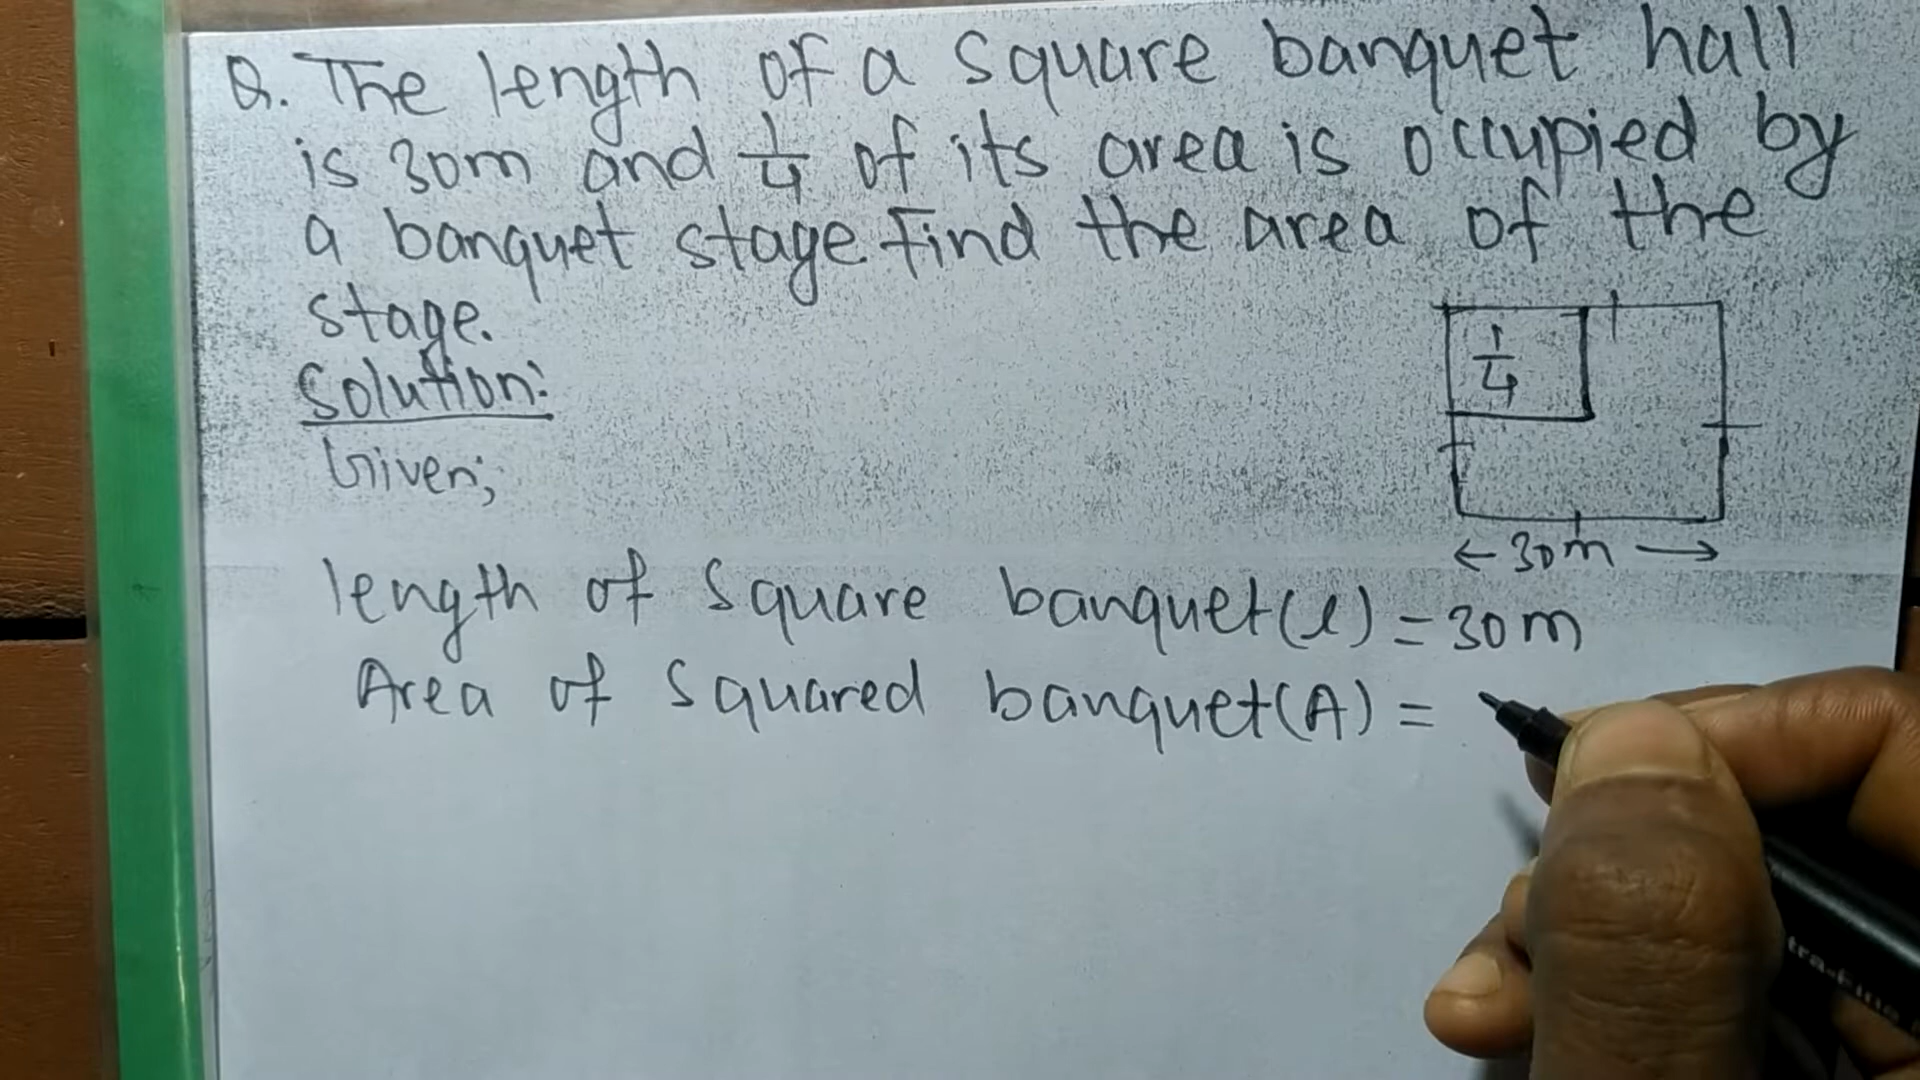 Q. The length of a square banquet hall
is 30m and 1/4 of its area is occupied by
a banquet stage. Find the area of the
stage.
Solution:
1/4
Given;
← 30m →
length of square banquet(l) = 30m
Area of squared banquet(A) =